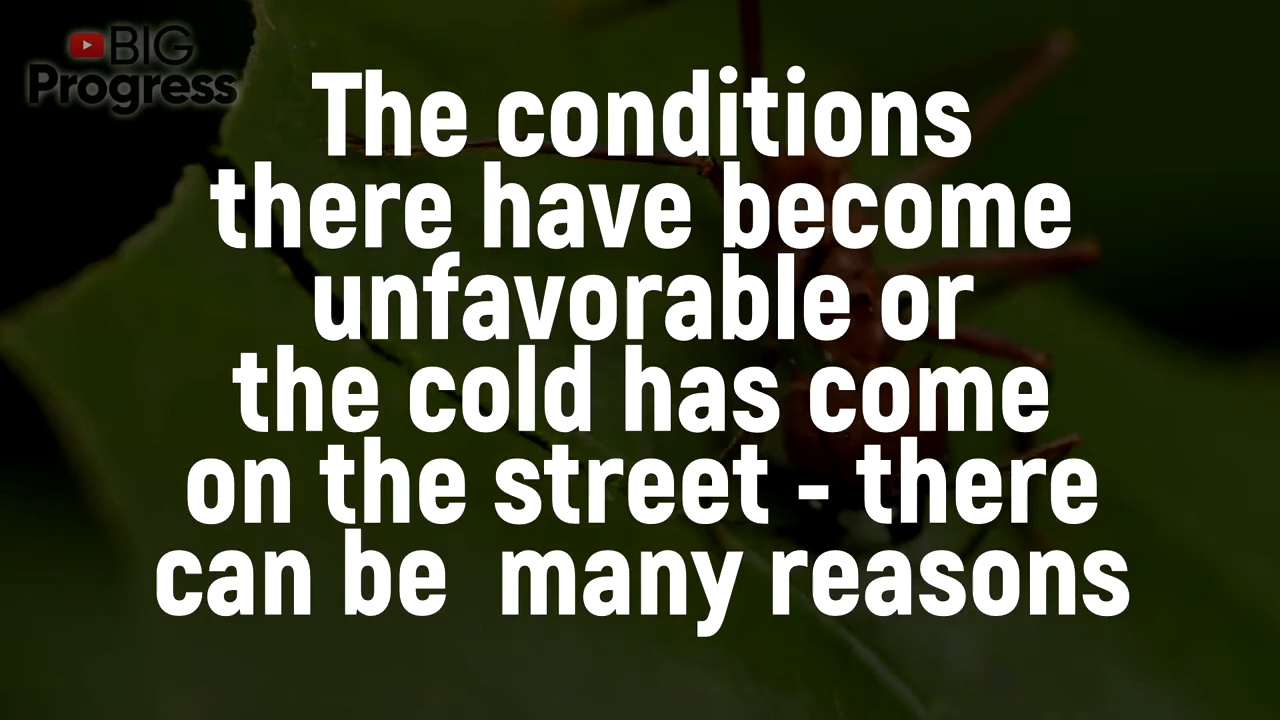 BIG
Progress
The conditions
there have become
unfavorable or
the cold has come
on the street - there
can be  many reasons